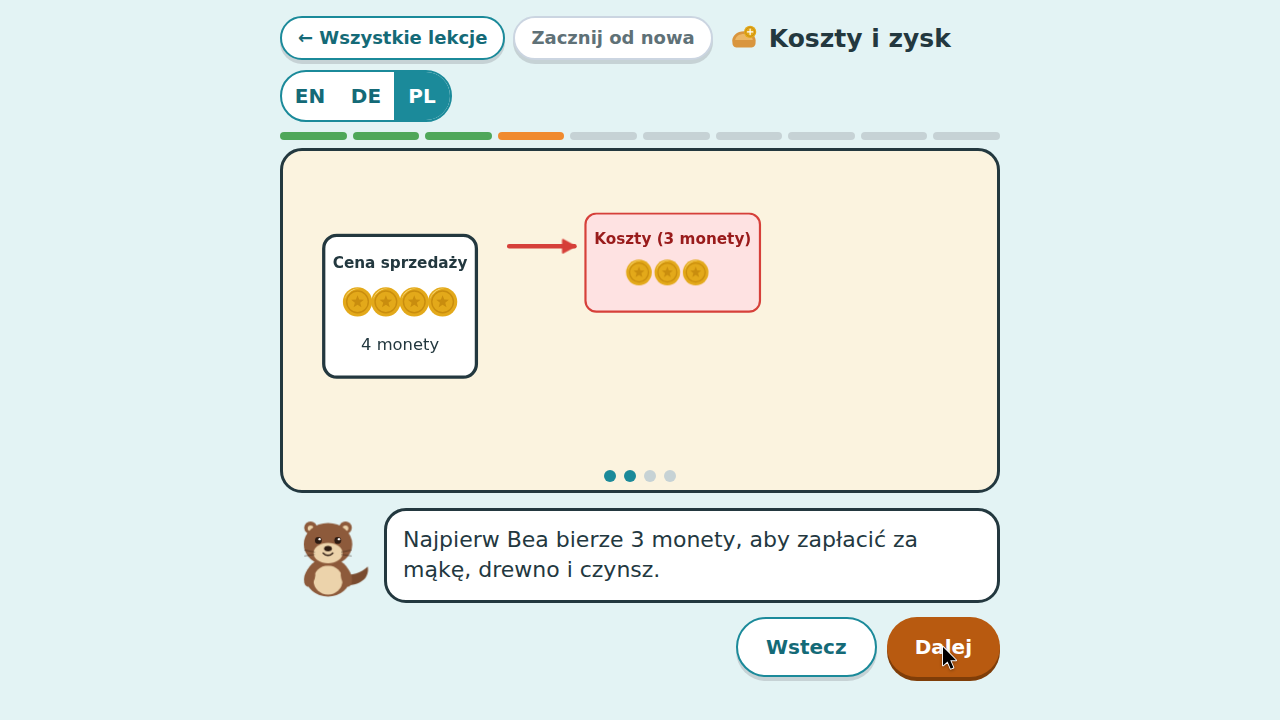 ← Wszystkie lekcje
Zacznij od nowa
Koszty i zysk
EN DE PL
Cena sprzedaży
4 monety
Koszty (3 monety)
Najpierw Bea bierze 3 monety, aby zapłacić za
mąkę, drewno i czynsz.
Wstecz
Dalej